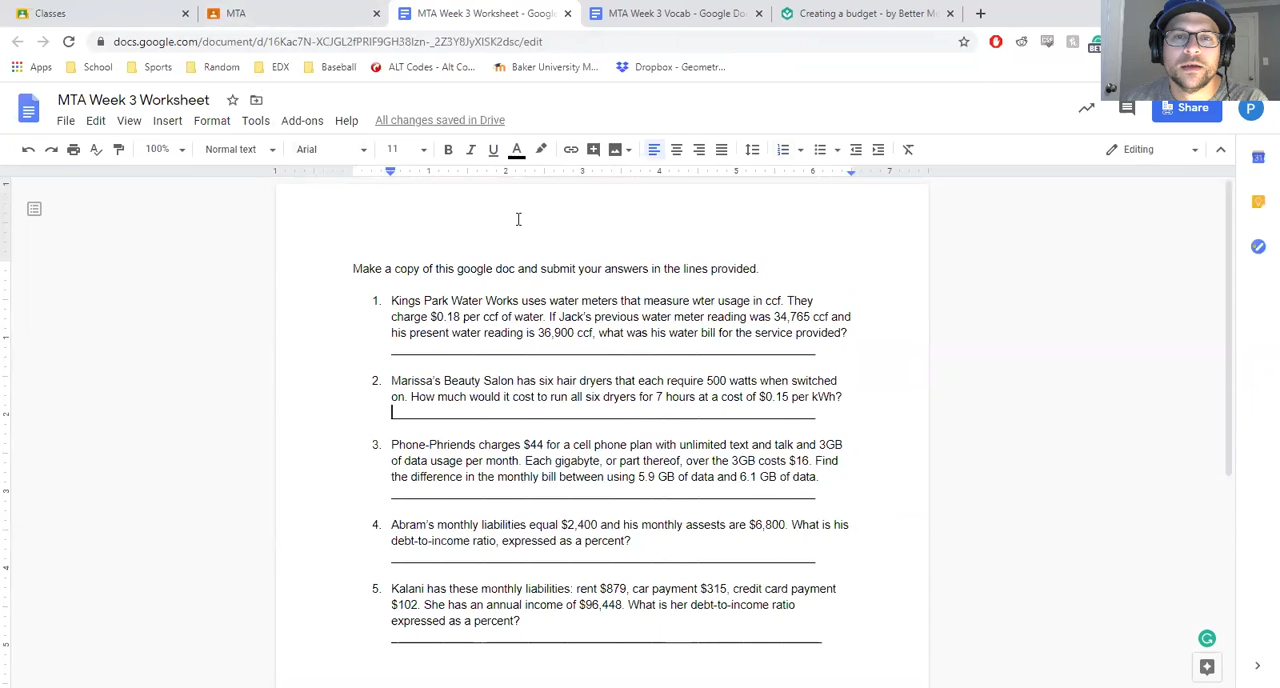 Classes
MTA
MTA Week 3 Worksheet - Google
MTA Week 3 Vocab - Google Do
Creating a budget - by Better M
docs.google.com/document/d/16Kac7N-XCJGL2fPRIF9GH38Izn-_2Z3Y8JyXISK2dsc/edit
Apps
School
Sports
Random
EDX
Baseball
ALT Codes - Alt Co...
Baker University M...
Dropbox - Geometr...
MTA Week 3 Worksheet
Share
P
File Edit View Insert Format Tools Add-ons Help All changes saved in Drive
100% Normal text Arial 11 B I U A Editing
1 1 2 3 4 5 6 7
Make a copy of this google doc and submit your answers in the lines provided.
1. Kings Park Water Works uses water meters that measure wter usage in ccf. They
charge $0.18 per ccf of water. If Jack's previous water meter reading was 34,765 ccf and
his present water reading is 36,900 ccf, what was his water bill for the service provided?
2. Marissa's Beauty Salon has six hair dryers that each require 500 watts when switched
on. How much would it cost to run all six dryers for 7 hours at a cost of $0.15 per kWh?
3. Phone-Phriends charges $44 for a cell phone plan with unlimited text and talk and 3GB
of data usage per month. Each gigabyte, or part thereof, over the 3GB costs $16. Find
the difference in the monthly bill between using 5.9 GB of data and 6.1 GB of data.
4. Abram's monthly liabilities equal $2,400 and his monthly assests are $6,800. What is his
debt-to-income ratio, expressed as a percent?
5. Kalani has these monthly liabilities: rent $879, car payment $315, credit card payment
$102. She has an annual income of $96,448. What is her debt-to-income ratio
expressed as a percent?